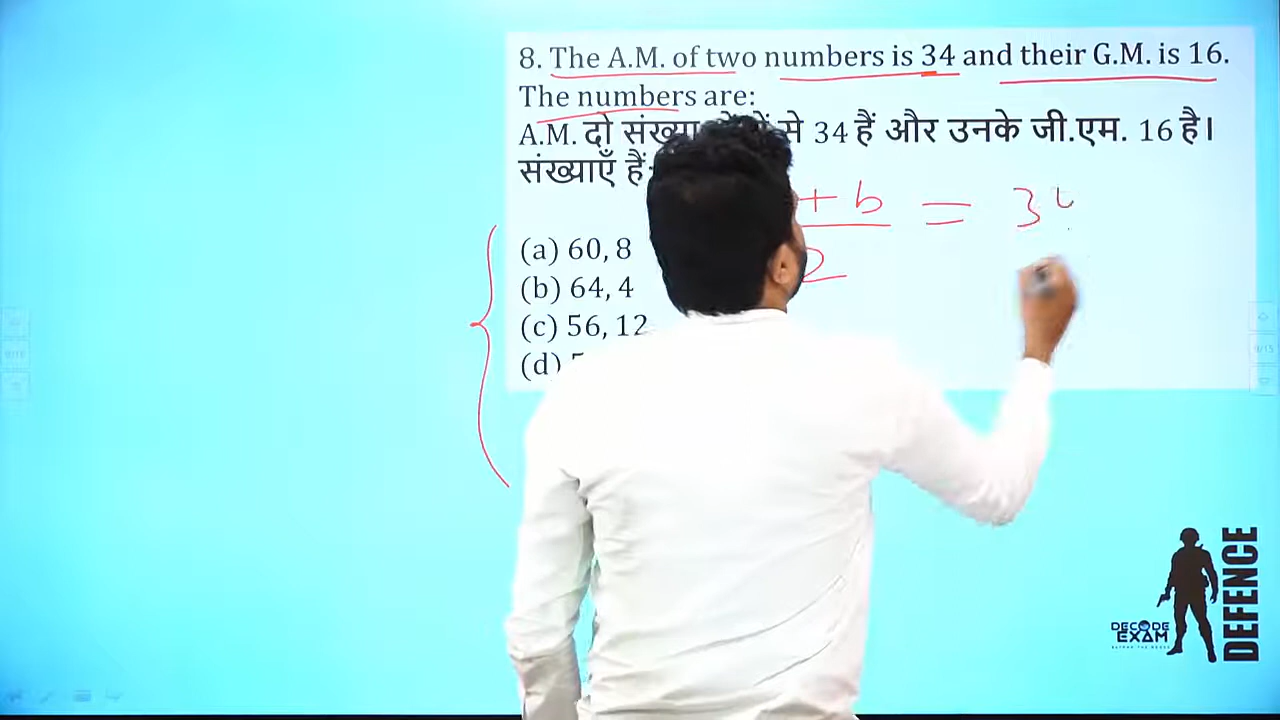 8. The A.M. of two numbers is 34 and their G.M. is 16.
The numbers are:
A.M. दो से 34 हैं और उनके जी.एम. 16 है।
संख्याएँ हैं
+ b = 34
2
(a) 60, 8
(b) 64, 4
(c) 56, 12
(d)
DECODE
EXAM
DEFENCE